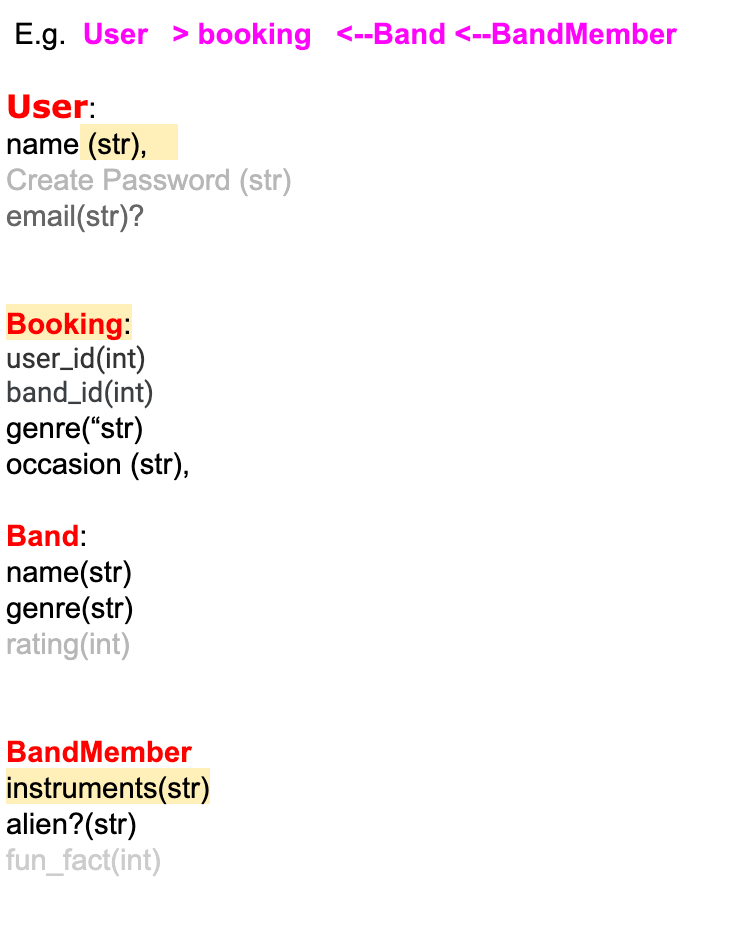 E.g. User > booking <--Band <--BandMember
User:
name (str),
Create Password (str)
email(str)?
Booking:
user_id(int)
band_id(int)
genre(“str)
occasion (str),
Band:
name(str)
genre(str)
rating(int)
BandMember
instruments(str)
alien?(str)
fun_fact(int)